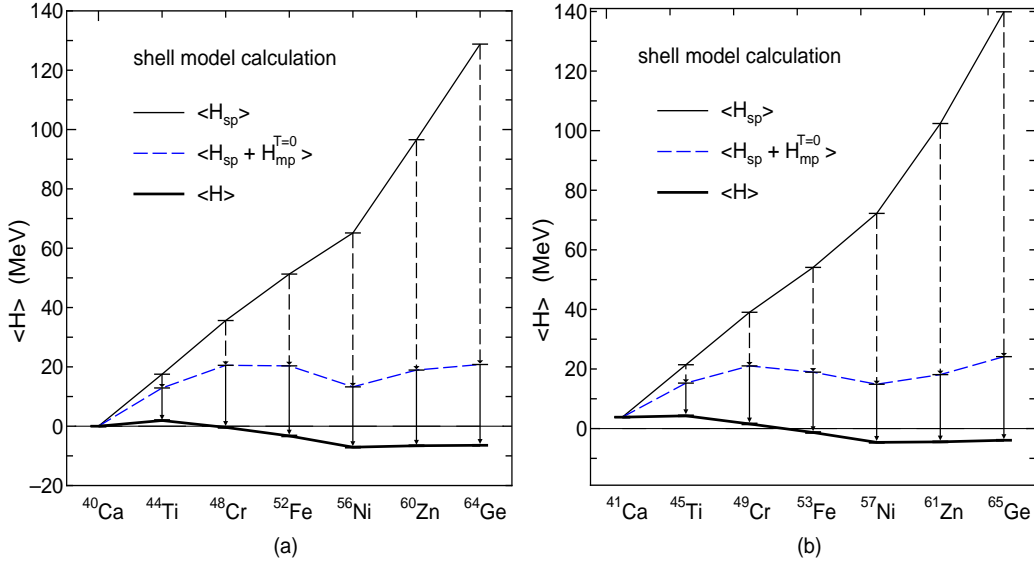 140
120
100
80
60
40
20
0
−20
<H> (MeV)
shell model calculation
<H_sp>
<H_sp + H_mp^T=0>
<H>
⁴⁰Ca ⁴⁴Ti ⁴⁸Cr ⁵²Fe ⁵⁶Ni ⁶⁰Zn ⁶⁴Ge
(a)
140
120
100
80
60
40
20
0
<H> (MeV)
shell model calculation
<H_sp>
<H_sp + H_mp^T=0>
<H>
⁴¹Ca ⁴⁵Ti ⁴⁹Cr ⁵³Fe ⁵⁷Ni ⁶¹Zn ⁶⁵Ge
(b)